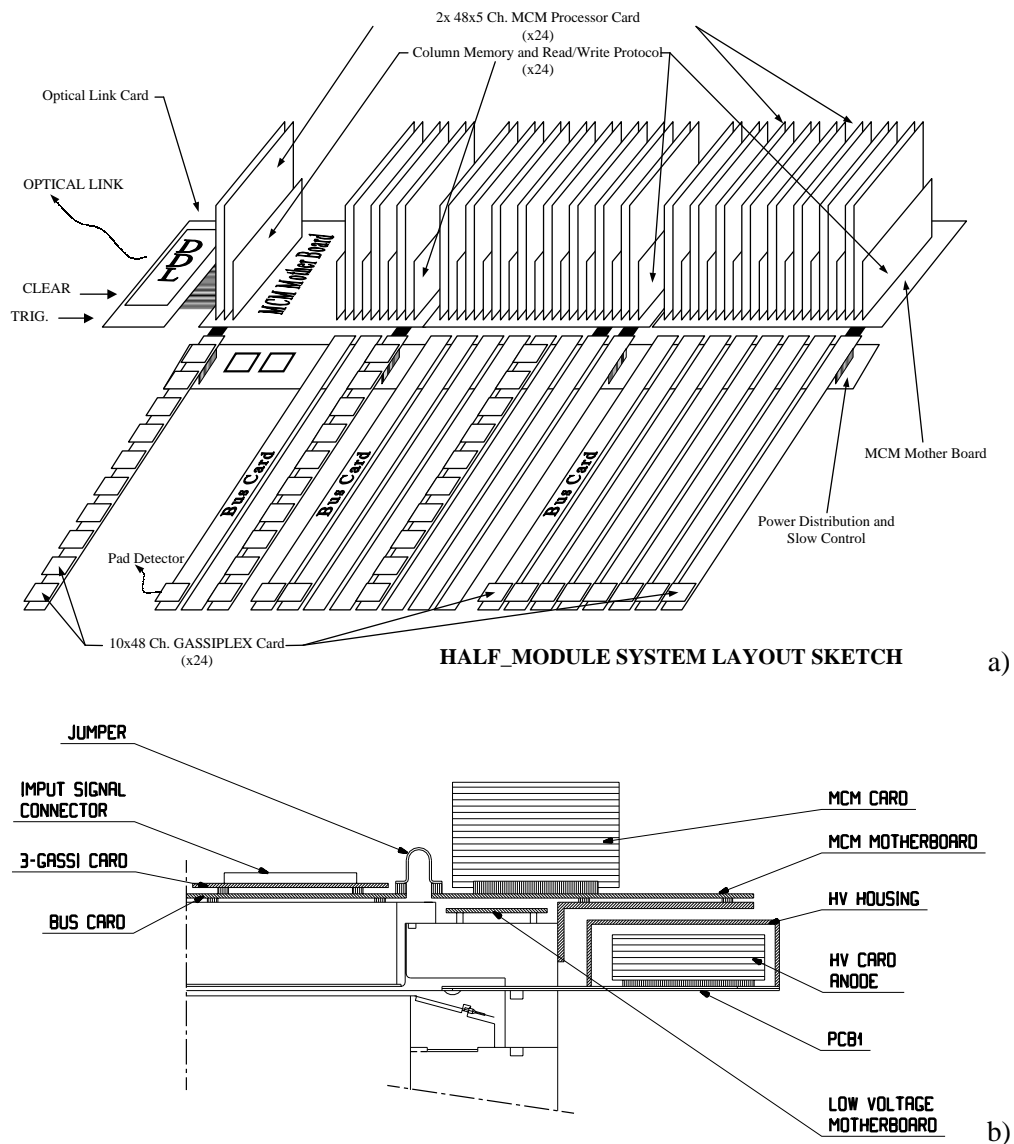 2x 48x5 Ch. MCM Processor Card
(x24)
Column Memory and Read/Write Protocol
(x24)
Optical Link Card
OPTICAL LINK
DDL
MCM Mother Board
CLEAR
TRIG.
MCM Mother Board
Bus Card
Bus Card
Bus Card
Power Distribution and
Slow Control
Pad Detector
10x48 Ch. GASSIPLEX Card
(x24)
HALF_MODULE SYSTEM LAYOUT SKETCH
a)
JUMPER
IMPUT SIGNAL
CONNECTOR
3-GASSI CARD
BUS CARD
MCM CARD
MCM MOTHERBOARD
HV HOUSING
HV CARD
ANODE
PCB1
LOW VOLTAGE
MOTHERBOARD
b)